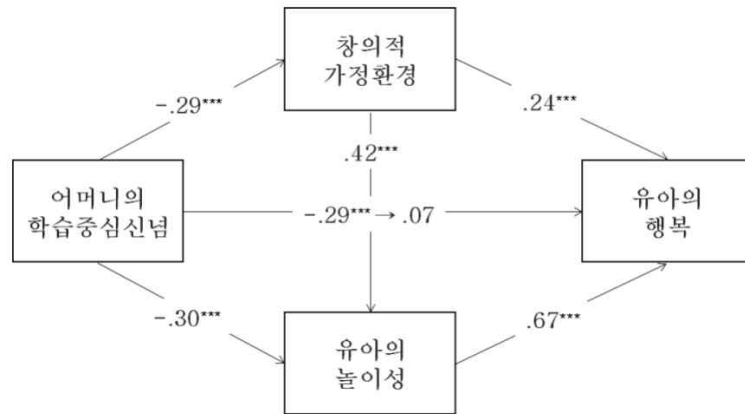 창의적
가정환경
-.29***
.24***
.42***
어머니의
학습중심신념
-.29*** → .07
유아의
행복
-.30***
.67***
유아의
놀이성